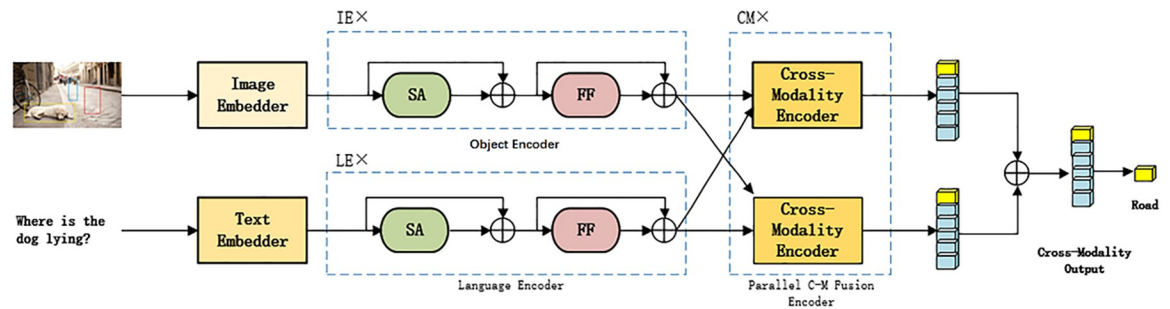 IE×
CM×
Image
Embedder
SA
FF
Cross-
Modality
Encoder
Object Encoder
LE×
Where is the
dog lying?
Text
Embedder
SA
FF
Cross-
Modality
Encoder
Road
Language Encoder
Parallel C-M Fusion
Encoder
Cross-Modality
Output